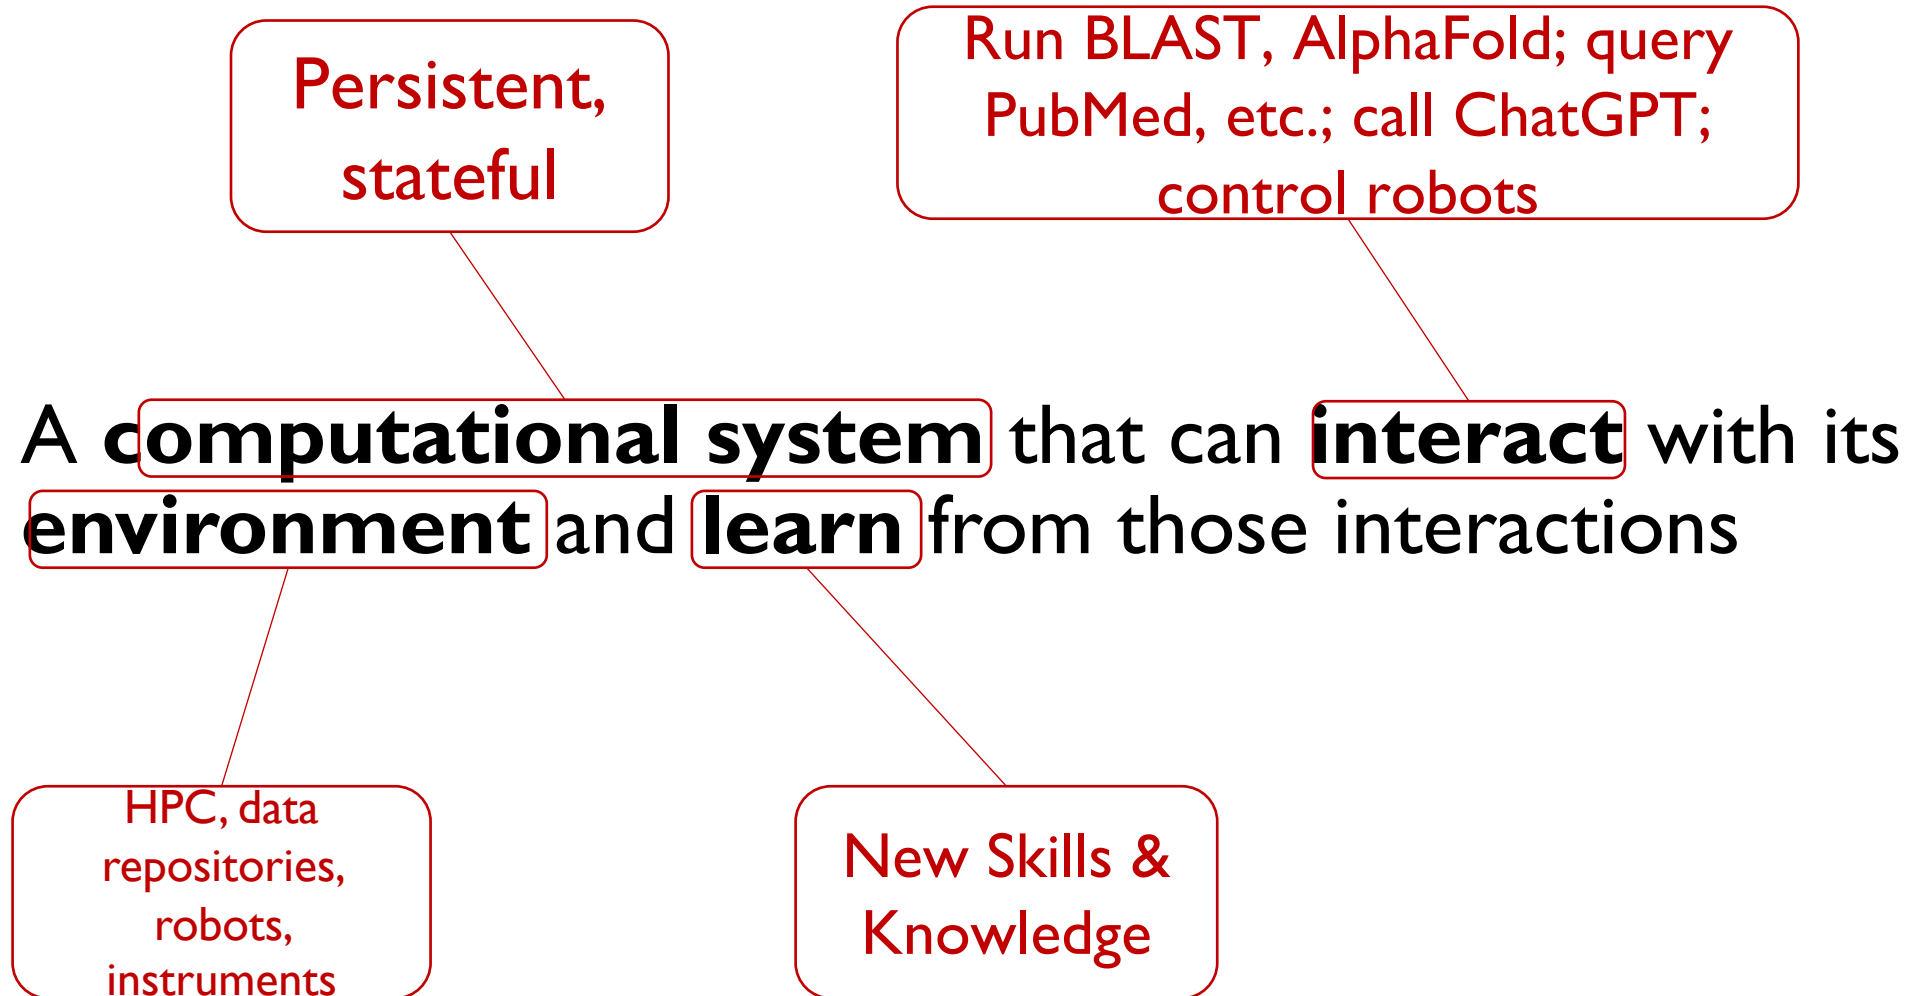 Persistent,
stateful
Run BLAST, AlphaFold; query
PubMed, etc.; call ChatGPT;
control robots
A computational system that can interact with its
environment and learn from those interactions
HPC, data
repositories,
robots,
instruments
New Skills &
Knowledge